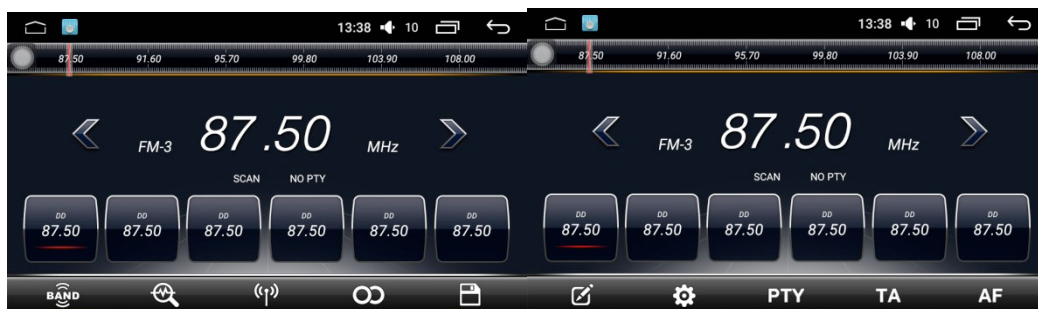 13:38 10
87.50 91.60 95.70 99.80 103.90 108.00
FM-3 87.50 MHz
SCAN NO PTY
DD DD DD DD DD DD
87.50 87.50 87.50 87.50 87.50 87.50
BAND
13:38 10
87.50 91.60 95.70 99.80 103.90 108.00
FM-3 87.50 MHz
SCAN NO PTY
DD DD DD DD DD DD
87.50 87.50 87.50 87.50 87.50 87.50
PTY TA AF